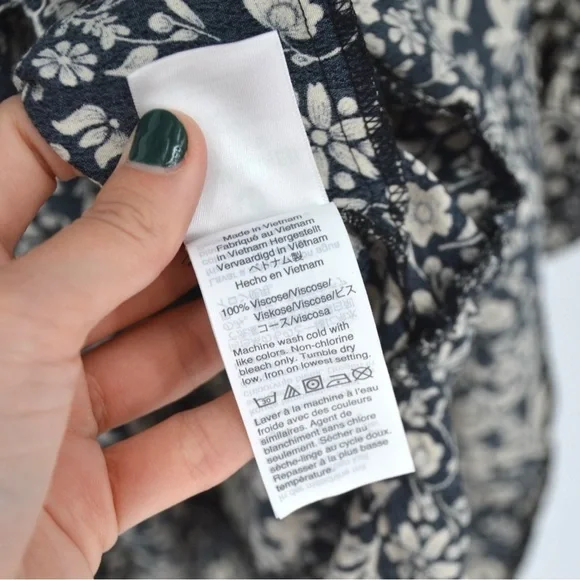 Made in Vietnam
Fabriqué au Vietnam
in Vietnam Hergestellt
Vervaardigd in Viëtnam
ベトナム製
Hecho en Vietnam
100% Viscose/Viscose/
Viskose/Viscose/ビス
コース/viscosa
Machine wash cold with
like colors. Non-chlorine
bleach only. Tumble dry
low. Iron on lowest setting.
Laver à la machine à l'eau
froide avec des couleurs
similaires. Agent de
blanchiment sans chlore
seulement. Sécher au
sèche-linge au cycle doux.
Repasser à la plus basse
température.